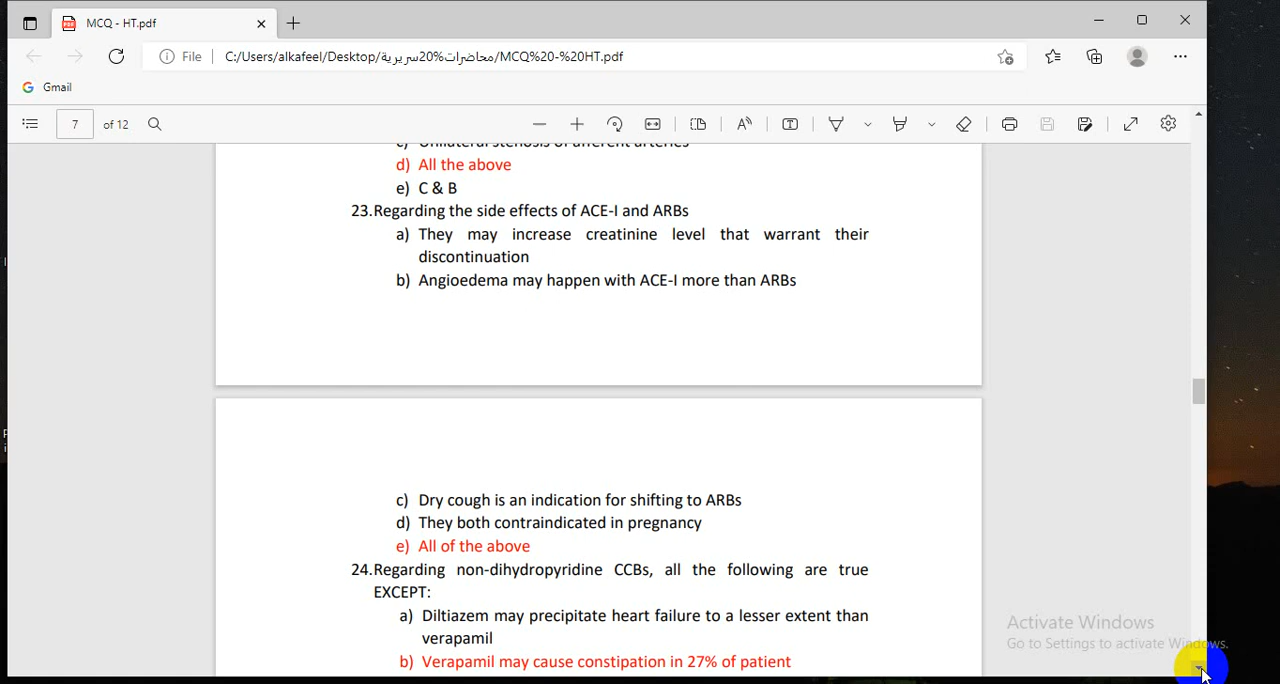 MCQ - HT.pdf
File
C:/Users/alkafeel/Desktop/محاضرات%20سريرية/MCQ%20-%20HT.pdf
Gmail
7 of 12
c) Unilateral stenosis of afferent arteries
d) All the above
e) C & B
23.Regarding the side effects of ACE-I and ARBs
a) They may increase creatinine level that warrant their
discontinuation
b) Angioedema may happen with ACE-I more than ARBs
c) Dry cough is an indication for shifting to ARBs
d) They both contraindicated in pregnancy
e) All of the above
24.Regarding non-dihydropyridine CCBs, all the following are true
EXCEPT:
a) Diltiazem may precipitate heart failure to a lesser extent than
verapamil
b) Verapamil may cause constipation in 27% of patient
Activate Windows
Go to Settings to activate Windows.